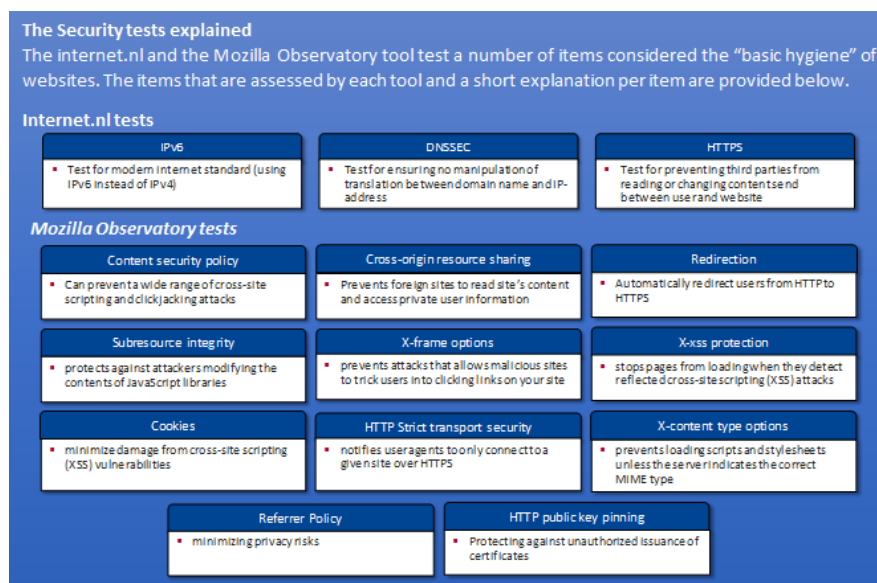 The Security tests explained
The internet.nl and the Mozilla Observatory tool test a number of items considered the “basic hygiene” of
websites. The items that are assessed by each tool and a short explanation per item are provided below.
Internet.nl tests
IPv6
▪ Test for modern internet standard (using
IPv6 instead of IPv4)
DNSSEC
▪ Test for ensuring no manipulation of
translation between domain name and IP-
address
HTTPS
▪ Test for preventing third parties from
reading or changing content send
between user and website
Mozilla Observatory tests
Content security policy
▪ Can prevent a wide range of cross-site
scripting and clickjacking attacks
Cross-origin resource sharing
▪ Prevents foreign sites to read site’s content
and access private user information
Redirection
▪ Automatically redirect users from HTTP to
HTTPS
Subresource integrity
▪ protects against attackers modifying the
contents of JavaScript libraries
X-frame options
▪ prevents attacks that allows malicious sites
to trick users into clicking links on your site
X-xss protection
▪ stops pages from loading when they detect
reflected cross-site scripting (XSS) attacks
Cookies
▪ minimize damage from cross-site scripting
(XSS) vulnerabilities
HTTP Strict transport security
▪ notifies user agents to only connect to a
given site over HTTPS
X-content type options
▪ prevents loading scripts and stylesheets
unless the server indicates the correct
MIME type
Referrer Policy
▪ minimizing privacy risks
HTTP public key pinning
▪ Protecting against unauthorized issuance of
certificates